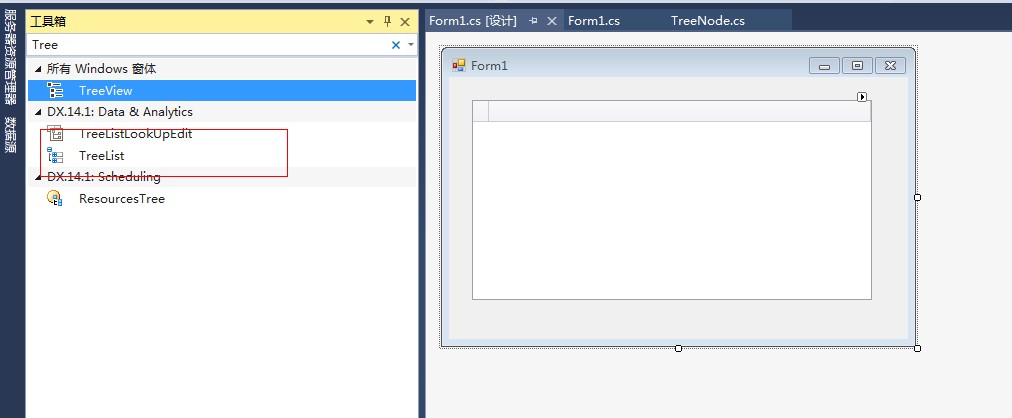 服务器资源管理器
数据源
工具箱
Tree
所有 Windows 窗体
TreeView
DX.14.1: Data & Analytics
TreeListLookUpEdit
TreeList
DX.14.1: Scheduling
ResourcesTree
Form1.cs [设计]
Form1.cs
TreeNode.cs
Form1